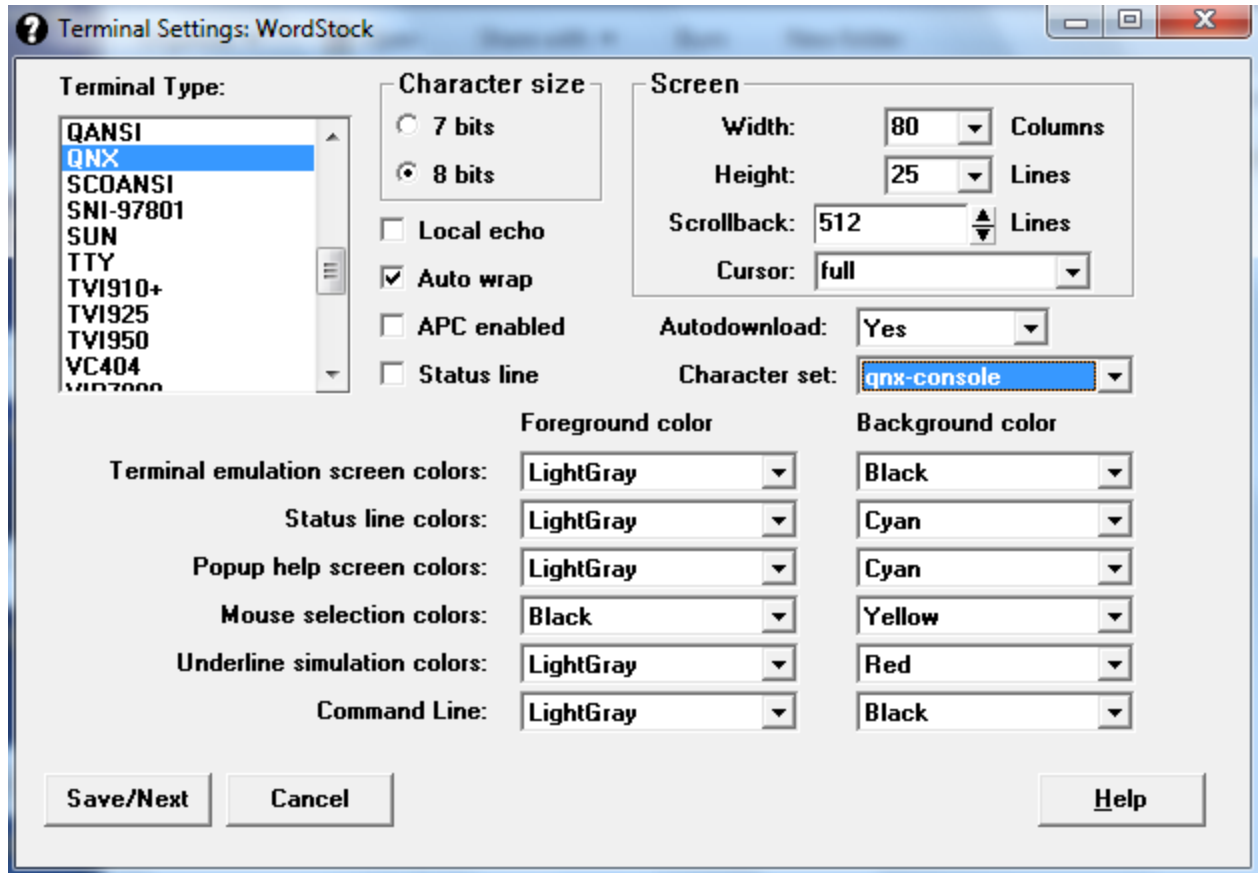 Terminal Settings: WordStock
Terminal Type:
QANSI
QNX
SCOANSI
SNI-97801
SUN
TTY
TVI910+
TVI925
TVI950
VC404
Character size
7 bits
8 bits
Local echo
Auto wrap
APC enabled
Status line
Screen
Width: 80 Columns
Height: 25 Lines
Scrollback: 512 Lines
Cursor: full
Autodownload: Yes
Character set: qnx-console
Foreground color Background color
Terminal emulation screen colors: LightGray Black
Status line colors: LightGray Cyan
Popup help screen colors: LightGray Cyan
Mouse selection colors: Black Yellow
Underline simulation colors: LightGray Red
Command Line: LightGray Black
Save/Next Cancel Help